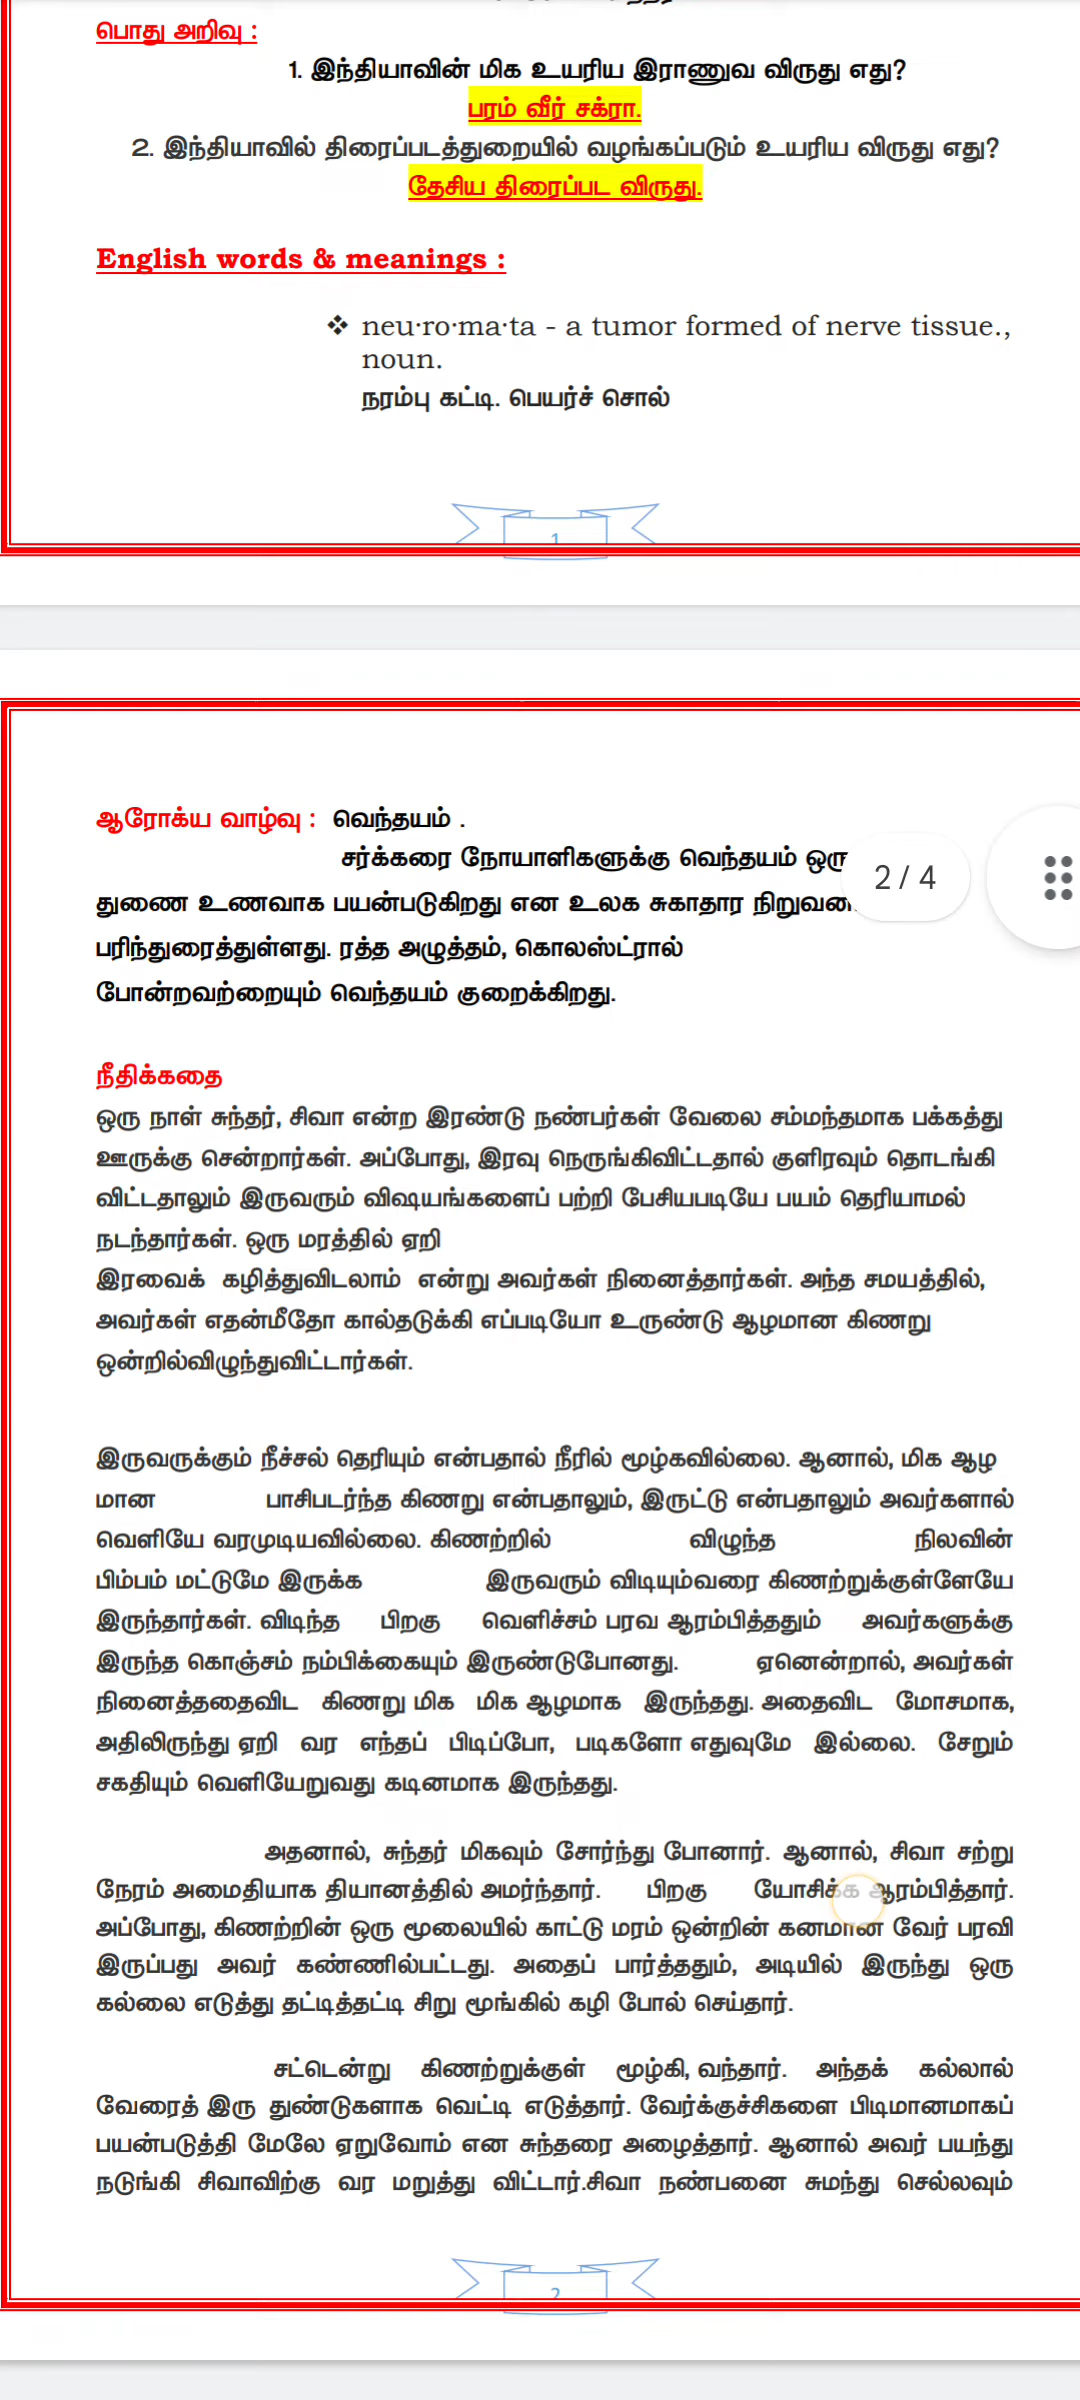 பொது அறிவு :
1. இந்தியாவின் மிக உயரிய இராணுவ விருது எது?
பரம் வீர் சக்ரா.
2. இந்தியாவில் திரைப்படத்துறையில் வழங்கப்படும் உயரிய விருது எது?
தேசிய திரைப்பட விருது.
English words & meanings :
❖ neu·ro·ma·ta - a tumor formed of nerve tissue.,
noun.
நரம்பு கட்டி. பெயர்ச் சொல்
1
ஆரோக்ய வாழ்வு : வெந்தயம் .
சர்க்கரை நோயாளிகளுக்கு வெந்தயம் ஒரு
2 / 4
துணை உணவாக பயன்படுகிறது என உலக சுகாதார
பரிந்துரைத்துள்ளது. ரத்த அழுத்தம், கொலஸ்ட்ரால்
போன்றவற்றையும் வெந்தயம் குறைக்கிறது.
நீதிக்கதை
ஒரு நாள் சுந்தர், சிவா என்ற இரண்டு நண்பர்கள் வேலை சம்மந்தமாக பக்கத்து
ஊருக்கு சென்றார்கள். அப்போது, இரவு நெருங்கிவிட்டதால் குளிரவும் தொடங்கி
விட்டதாலும் இருவரும் விஷயங்களைப் பற்றி பேசியபடியே பயம் தெரியாமல்
நடந்தார்கள். ஒரு மரத்தில் ஏறி
இரவைக் கழித்துவிடலாம் என்று அவர்கள் நினைத்தார்கள். அந்த சமயத்தில்,
அவர்கள் எதன்மீதோ கால்தடுக்கி எப்படியோ உருண்டு ஆழமான கிணறு
ஒன்றில்விழுந்துவிட்டார்கள்.
இருவருக்கும் நீச்சல் தெரியும் என்பதால் நீரில் மூழ்கவில்லை. ஆனால், மிக ஆழ
மான பாசிபடர்ந்த கிணறு என்பதாலும், இருட்டு என்பதாலும் அவர்களால்
வெளியே வரமுடியவில்லை. கிணற்றில் விழுந்த நிலவின்
பிம்பம் மட்டுமே இருக்க இருவரும் விடியும்வரை கிணற்றுக்குள்ளேயே
இருந்தார்கள். விடிந்த பிறகு வெளிச்சம் பரவ ஆரம்பித்ததும் அவர்களுக்கு
இருந்த கொஞ்சம் நம்பிக்கையும் இருண்டுபோனது. ஏனென்றால், அவர்கள்
நினைத்ததைவிட கிணறு மிக மிக ஆழமாக இருந்தது. அதைவிட மோசமாக,
அதிலிருந்து ஏறி வர எந்தப் பிடிப்போ, படிகளோ எதுவுமே இல்லை. சேறும்
சகதியும் வெளியேறுவது கடினமாக இருந்தது.
அதனால், சுந்தர் மிகவும் சோர்ந்து போனார். ஆனால், சிவா சற்று
நேரம் அமைதியாக தியானத்தில் அமர்ந்தார். பிறகு யோசிக்க ஆரம்பித்தார்.
அப்போது, கிணற்றின் ஒரு மூலையில் காட்டு மரம் ஒன்றின் கனமான வேர் பரவி
இருப்பது அவர் கண்ணில்பட்டது. அதைப் பார்த்ததும், அடியில் இருந்து ஒரு
கல்லை எடுத்து தட்டித்தட்டி சிறு மூங்கில் கழி போல் செய்தார்.
சட்டென்று கிணற்றுக்குள் மூழ்கி, வந்தார். அந்தக் கல்லால்
வேரைத் இரு துண்டுகளாக வெட்டி எடுத்தார். வேர்க்குச்சிகளை பிடிமானமாகப்
பயன்படுத்தி மேலே ஏறுவோம் என சுந்தரை அழைத்தார். ஆனால் அவர் பயந்து
நடுங்கி சிவாவிற்கு வர மறுத்து விட்டார்.சிவா நண்பனை சுமந்து செல்லவும்
2